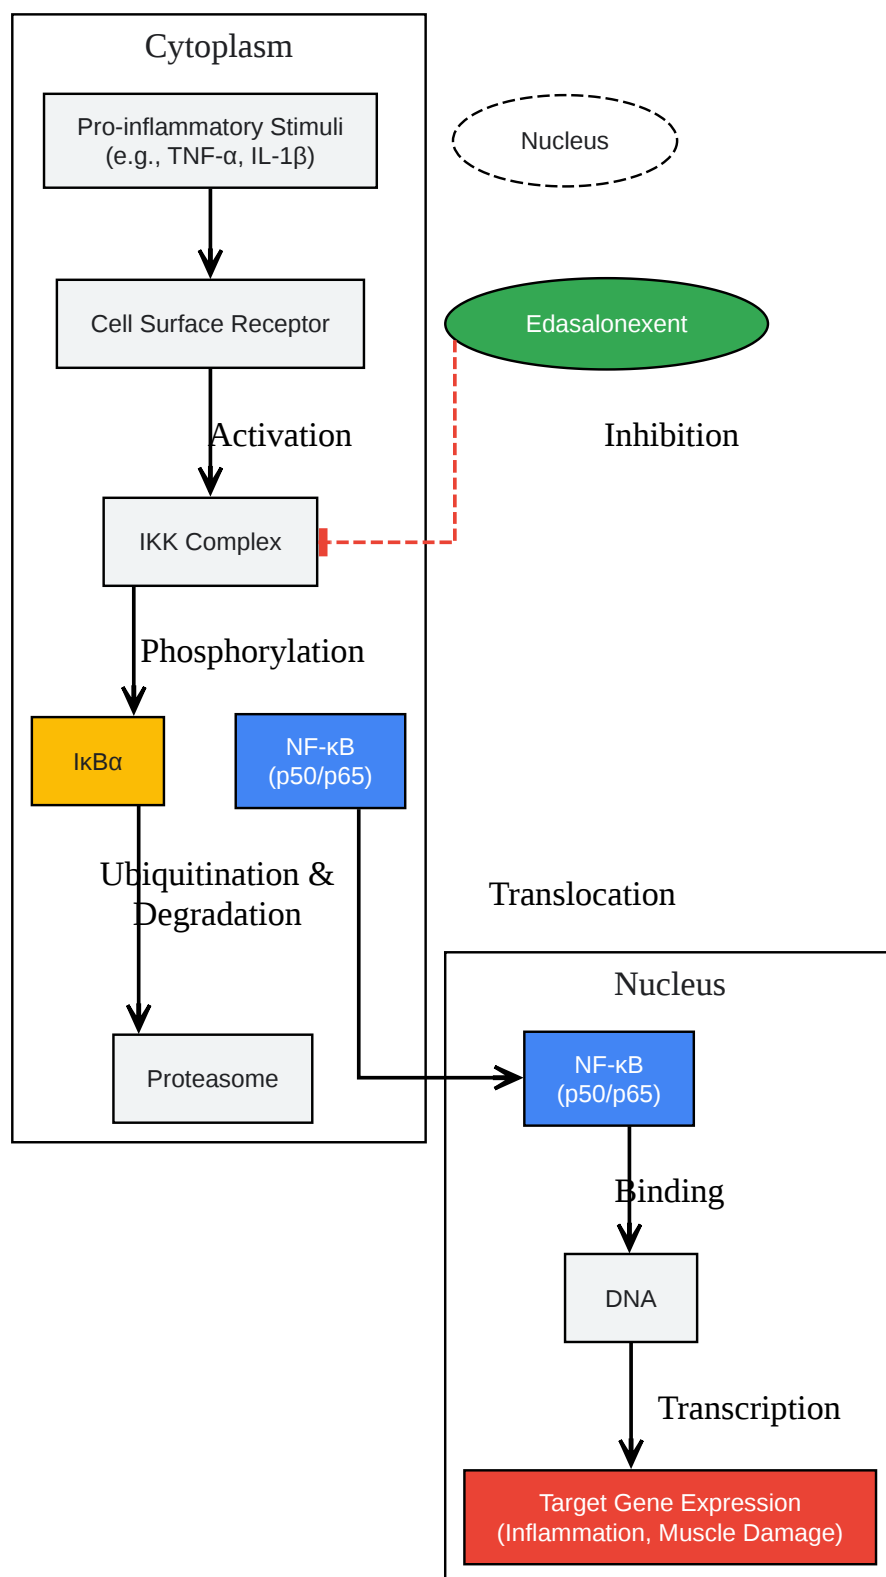 Cytoplasm
Pro-inflammatory Stimuli
(e.g., TNF-α, IL-1β)
Nucleus
Cell Surface Receptor
Edasalonexent
Activation
Inhibition
IKK Complex
Phosphorylation
IκBα
NF-κB
(p50/p65)
Ubiquitination &
Degradation
Translocation
Nucleus
Proteasome
NF-κB
(p50/p65)
Binding
DNA
Transcription
Target Gene Expression
(Inflammation, Muscle Damage)